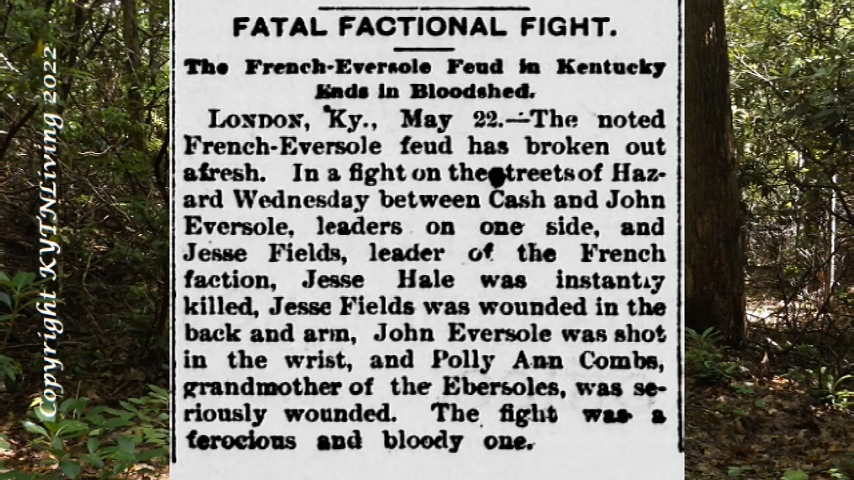 FATAL FACTIONAL FIGHT.
The French-Eversole Feud in Kentucky
Ends in Bloodshed.
LONDON, Ky., May 22.—The noted
French-Eversole feud has broken out
afresh. In a fight on the streets of Haz-
ard Wednesday between Cash and John
Eversole, leaders on one side, and
Jesse Fields, leader of the French
faction, Jesse Hale was instantly
killed, Jesse Fields was wounded in the
back and arm, John Eversole was shot
in the wrist, and Polly Ann Combs,
grandmother of the Ebersoles, was se-
riously wounded. The fight was a
ferocious and bloody one.
Copyright KyTNLiving 2022